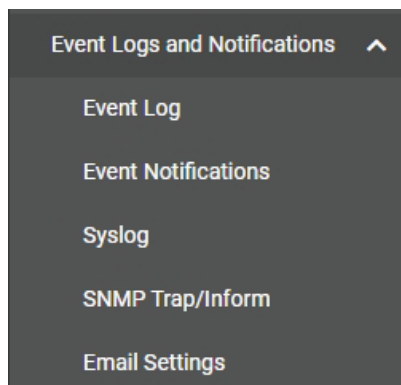 Event Logs and Notifications
Event Log
Event Notifications
Syslog
SNMP Trap/Inform
Email Settings